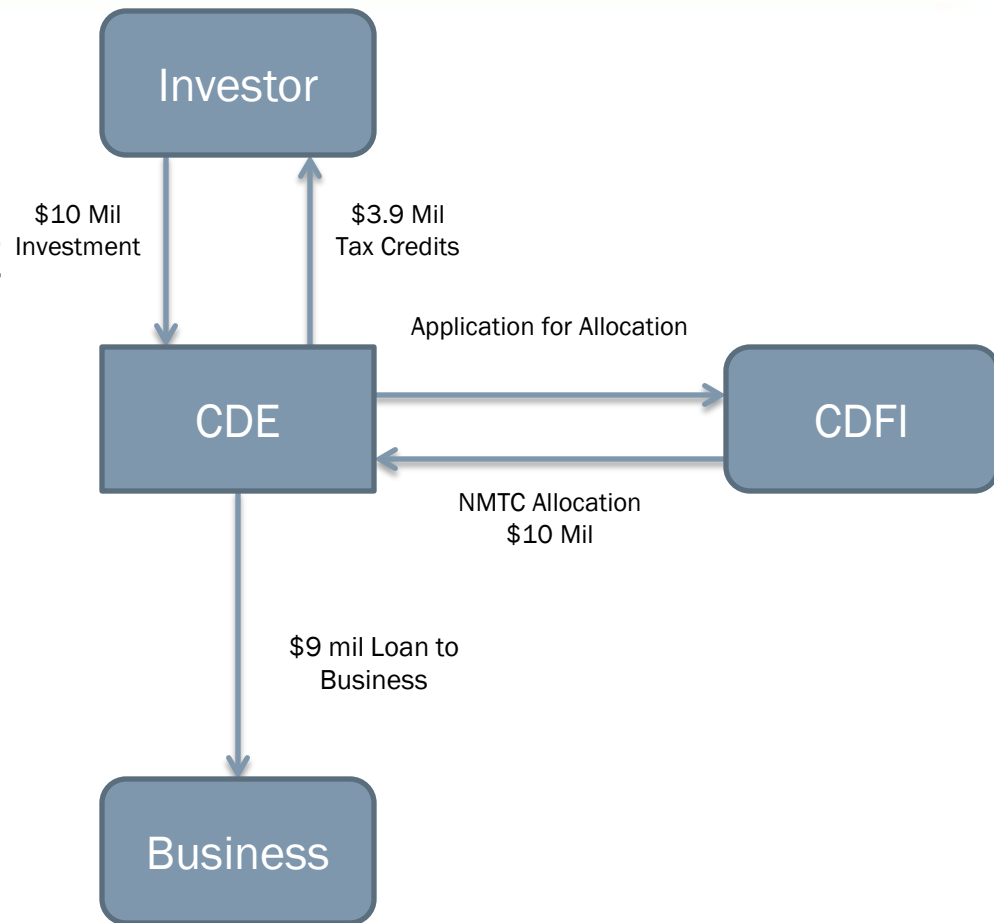 Investor
$10 Mil
Investment
$3.9 Mil
Tax Credits
Application for Allocation
CDE
CDFI
NMTC Allocation
$10 Mil
$9 mil Loan to
Business
Business